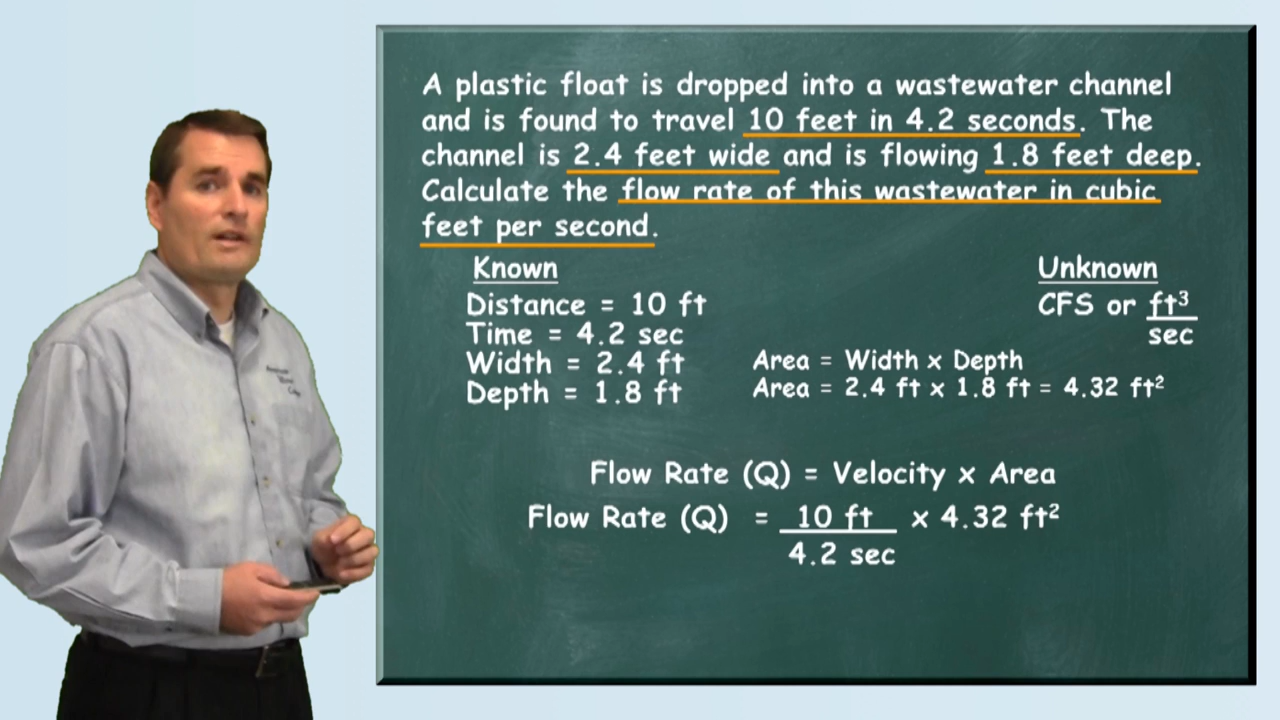 A plastic float is dropped into a wastewater channel
and is found to travel 10 feet in 4.2 seconds. The
channel is 2.4 feet wide and is flowing 1.8 feet deep.
Calculate the flow rate of this wastewater in cubic
feet per second.
Known
Distance = 10 ft
Time = 4.2 sec
Width = 2.4 ft
Depth = 1.8 ft
Unknown
CFS or ft³
sec
Area = Width x Depth
Area = 2.4 ft x 1.8 ft = 4.32 ft²
Flow Rate (Q) = Velocity x Area
Flow Rate (Q) = 10 ft x 4.32 ft²
4.2 sec